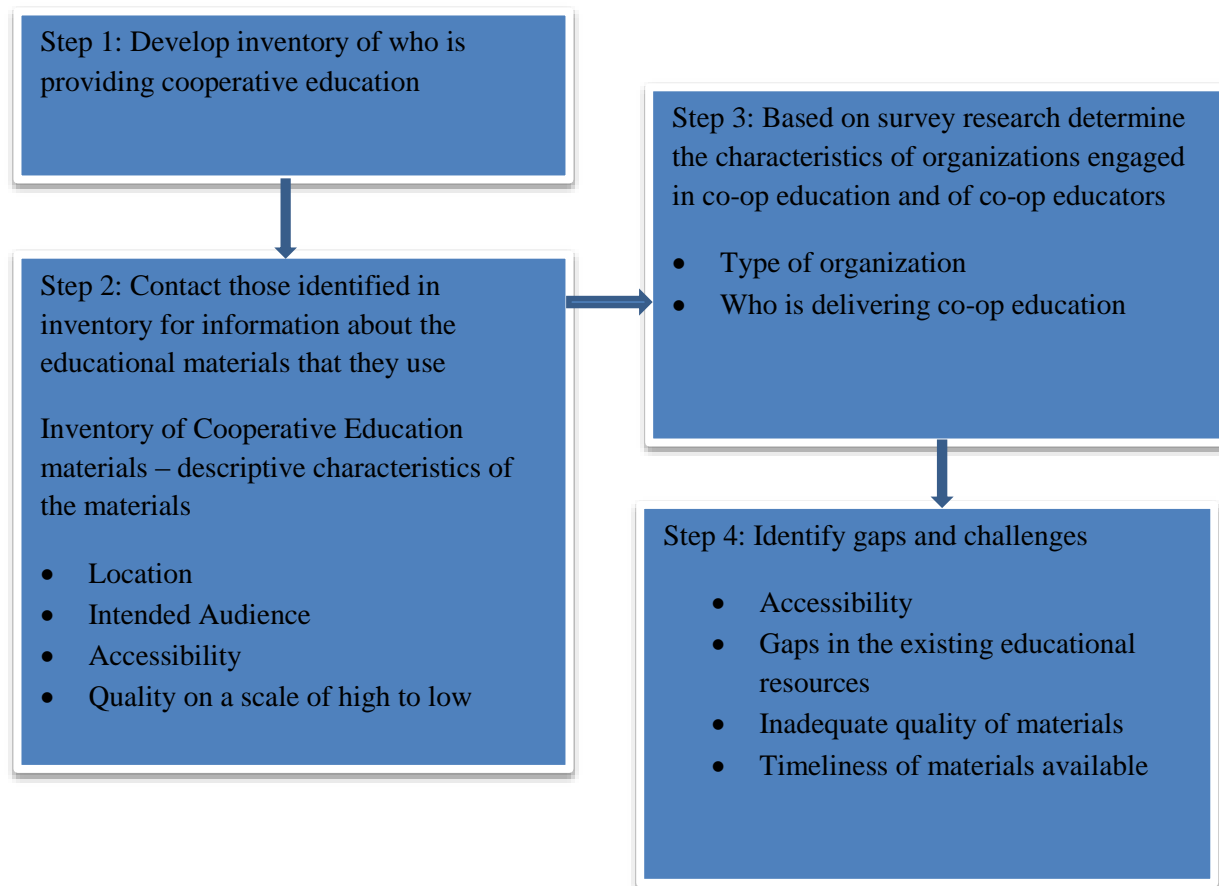 Step 1: Develop inventory of who is
providing cooperative education
Step 2: Contact those identified in
inventory for information about the
educational materials that they use
Inventory of Cooperative Education
materials – descriptive characteristics of
the materials
• Location
• Intended Audience
• Accessibility
• Quality on a scale of high to low
Step 3: Based on survey research determine
the characteristics of organizations engaged
in co-op education and of co-op educators
• Type of organization
• Who is delivering co-op education
Step 4: Identify gaps and challenges
• Accessibility
• Gaps in the existing educational
resources
• Inadequate quality of materials
• Timeliness of materials available